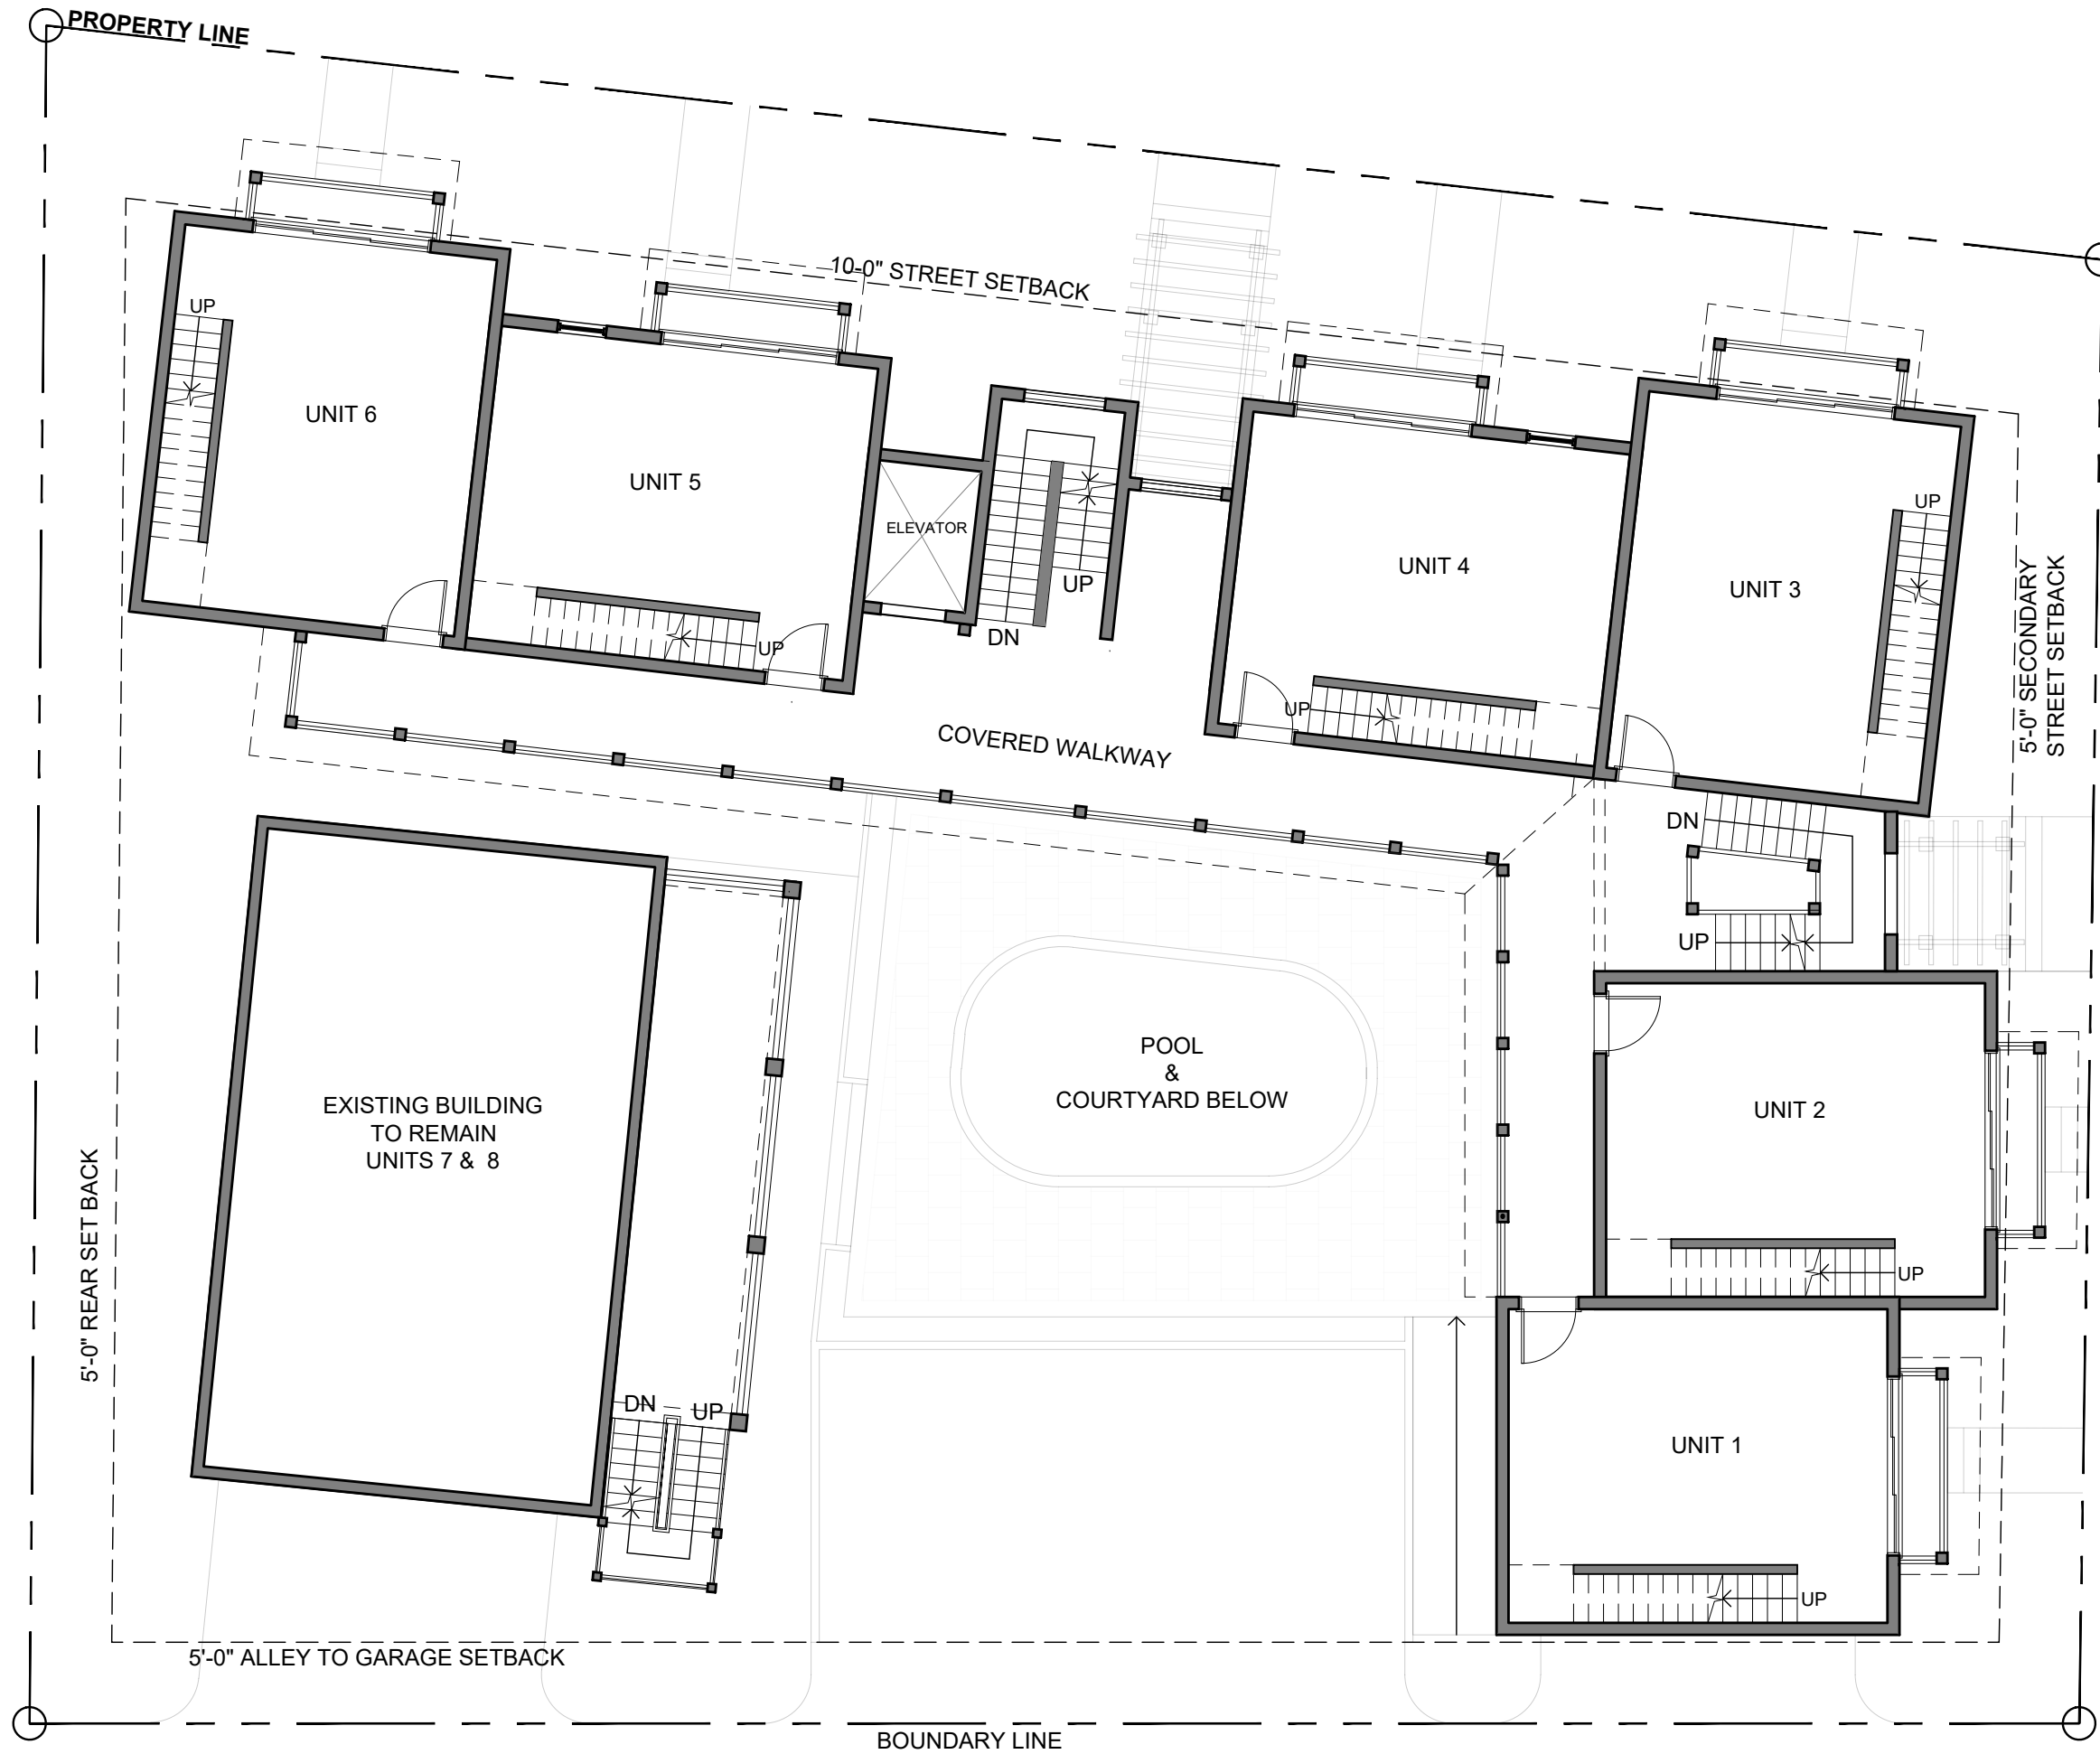 PROPERTY LINE
10-0" STREET SETBACK
UP
UNIT 6
UNIT 5
UP
ELEVATOR
DN
UP
UNIT 4
UP
UNIT 3
UP
5'-0" SECONDARY
STREET SETBACK
COVERED WALKWAY
DN
UP
POOL
&
COURTYARD BELOW
UNIT 2
UP
EXISTING BUILDING
TO REMAIN
UNITS 7 &  8
5'-0" REAR SET BACK
DN
UP
UNIT 1
UP
5'-0" ALLEY TO GARAGE SETBACK
BOUNDARY LINE